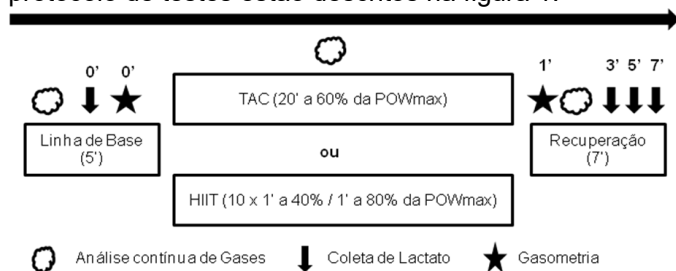 protocolo de testes estão descritos na figura 1.
0’ 0’ 1’ 3’ 5’ 7’
TAC (20' a 60% da POWmax)
Linha de Base
(5')
ou
Recuperação
(7')
HIIT (10 x 1' a 40% / 1' a 80% da POWmax)
Análise contínua de Gases Coleta de Lactato Gasometria